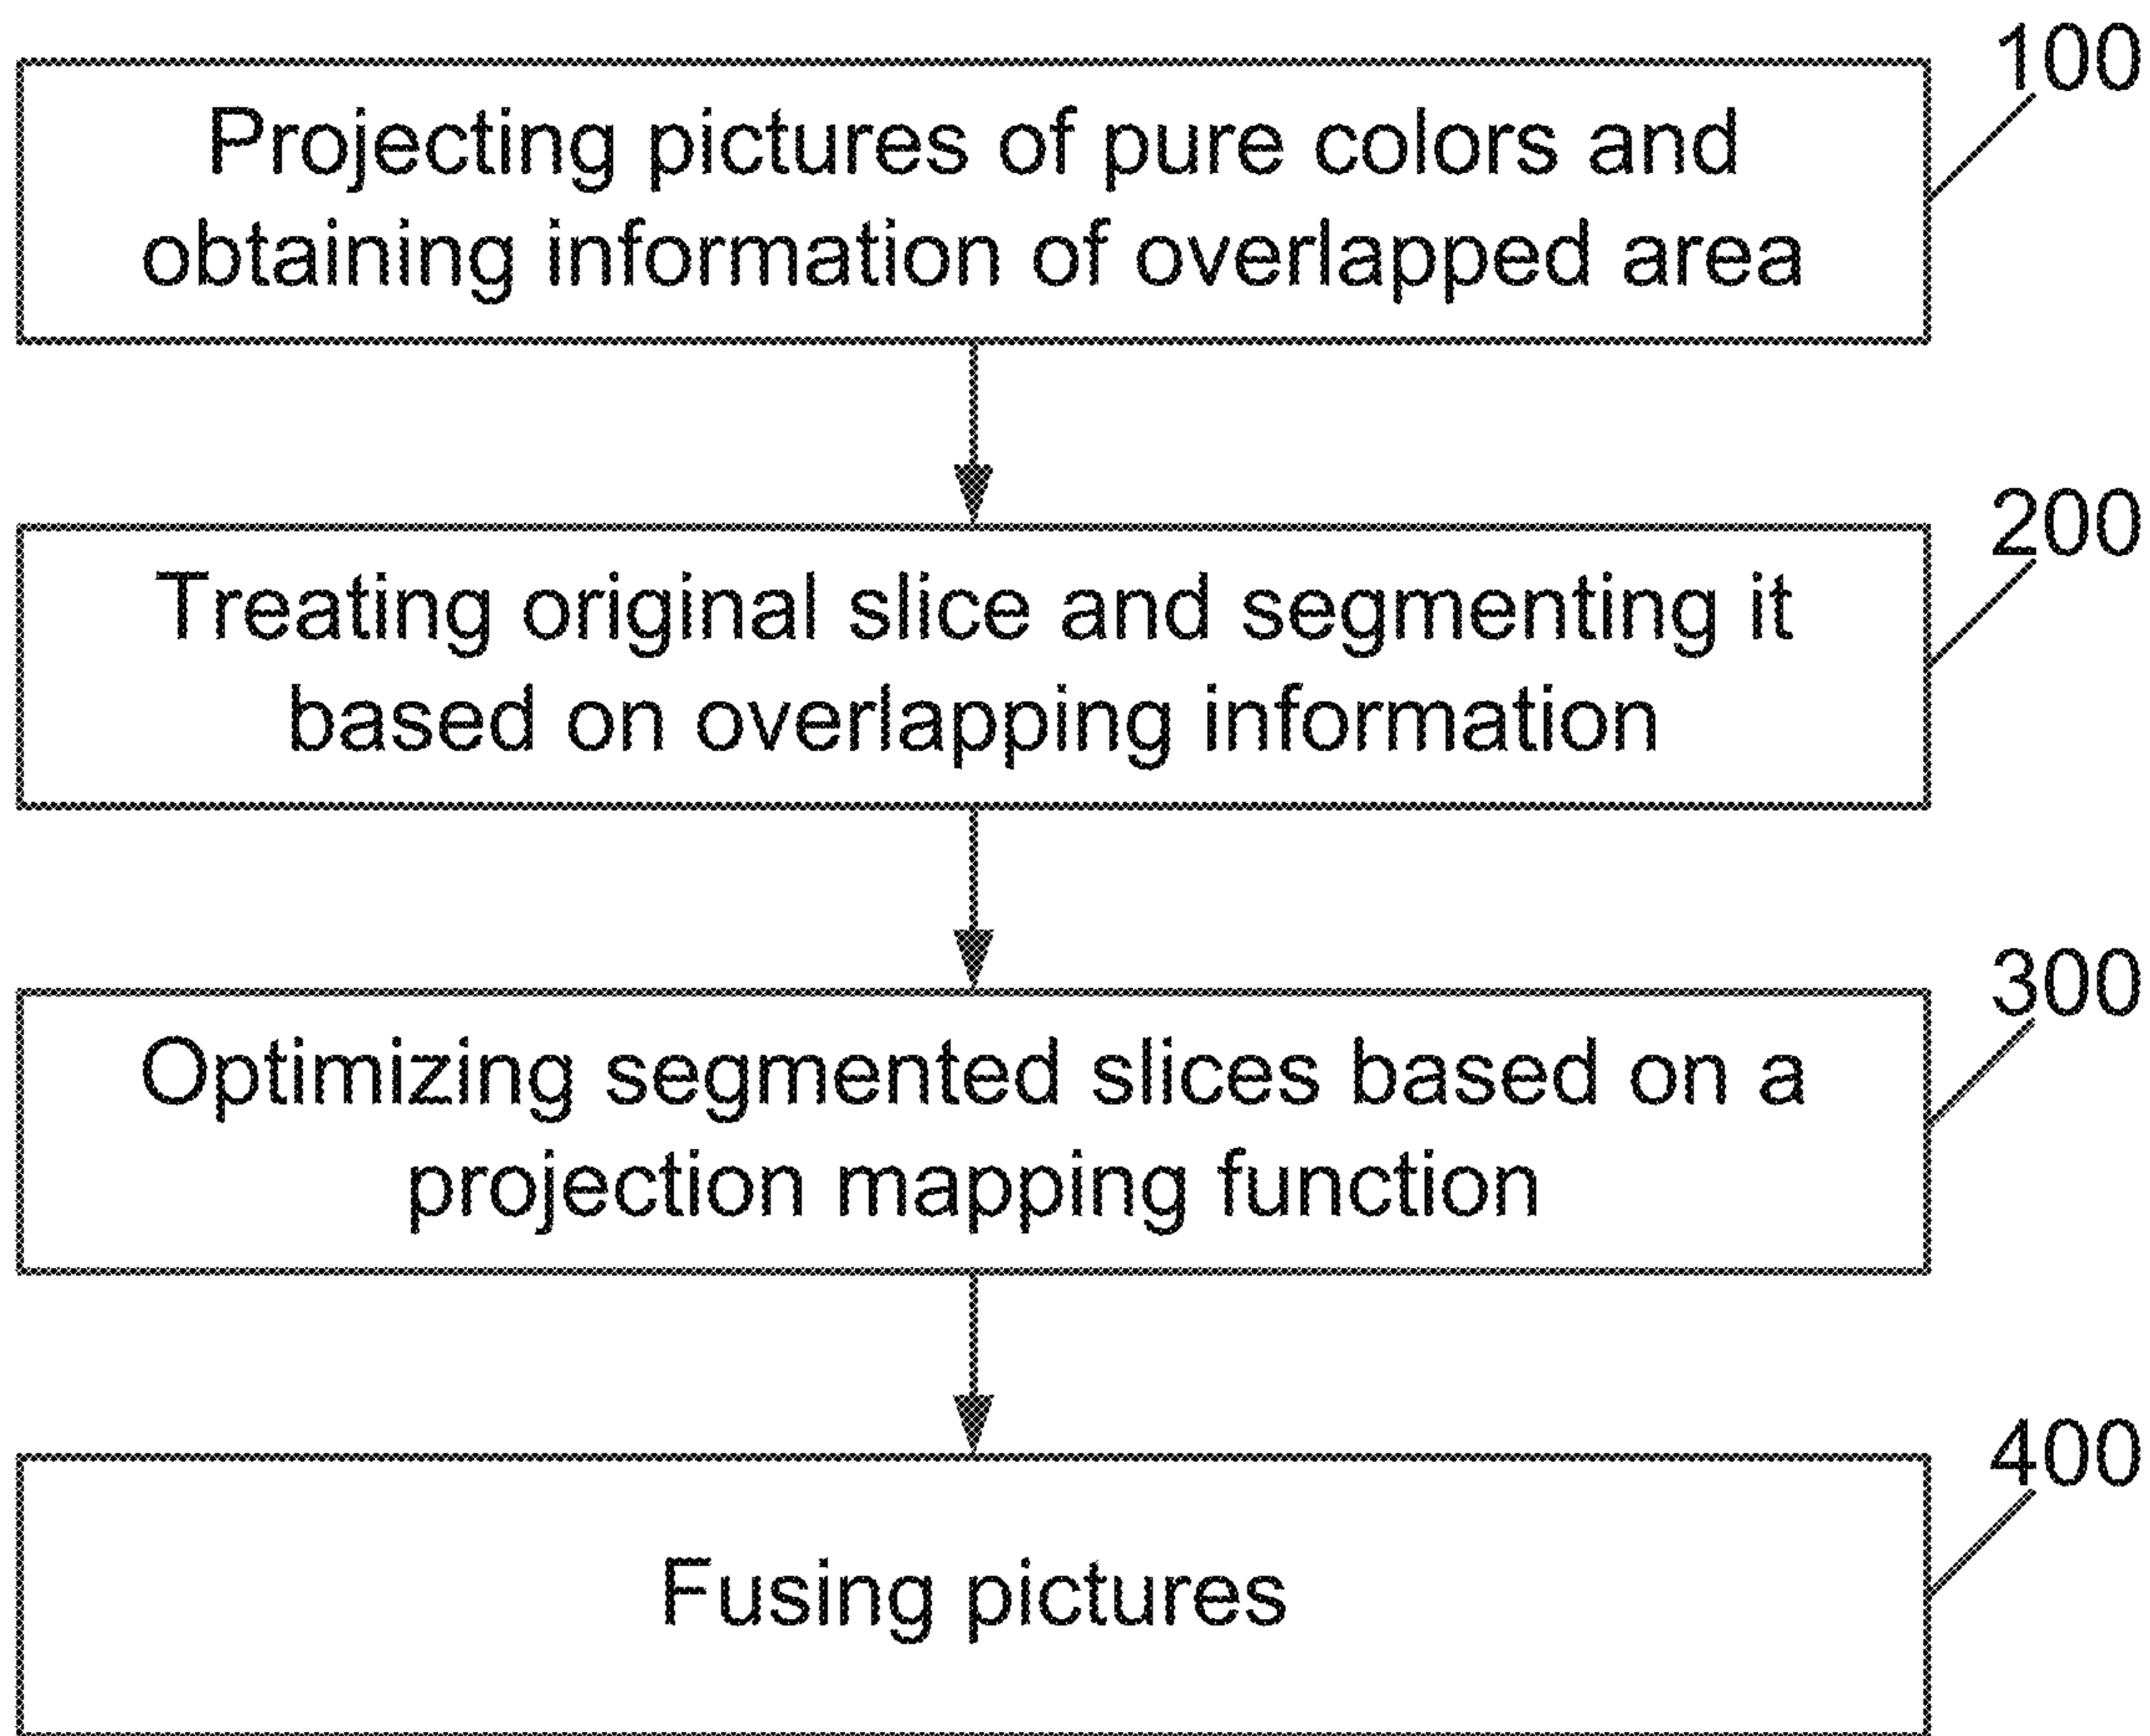 100
Projecting pictures of pure colors and
obtaining information of overlapped area
200
Treating original slice and segmenting it
based on overlapping information
300
Optimizing segmented slices based on a
projection mapping function
400
Fusing pictures